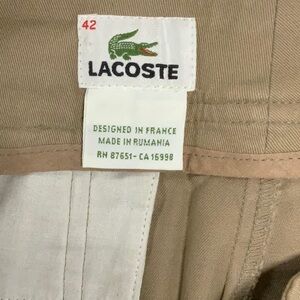 42
LACOSTE
DESIGNED IN FRANCE
MADE IN RUMANIA
RN 87651-CA 16998